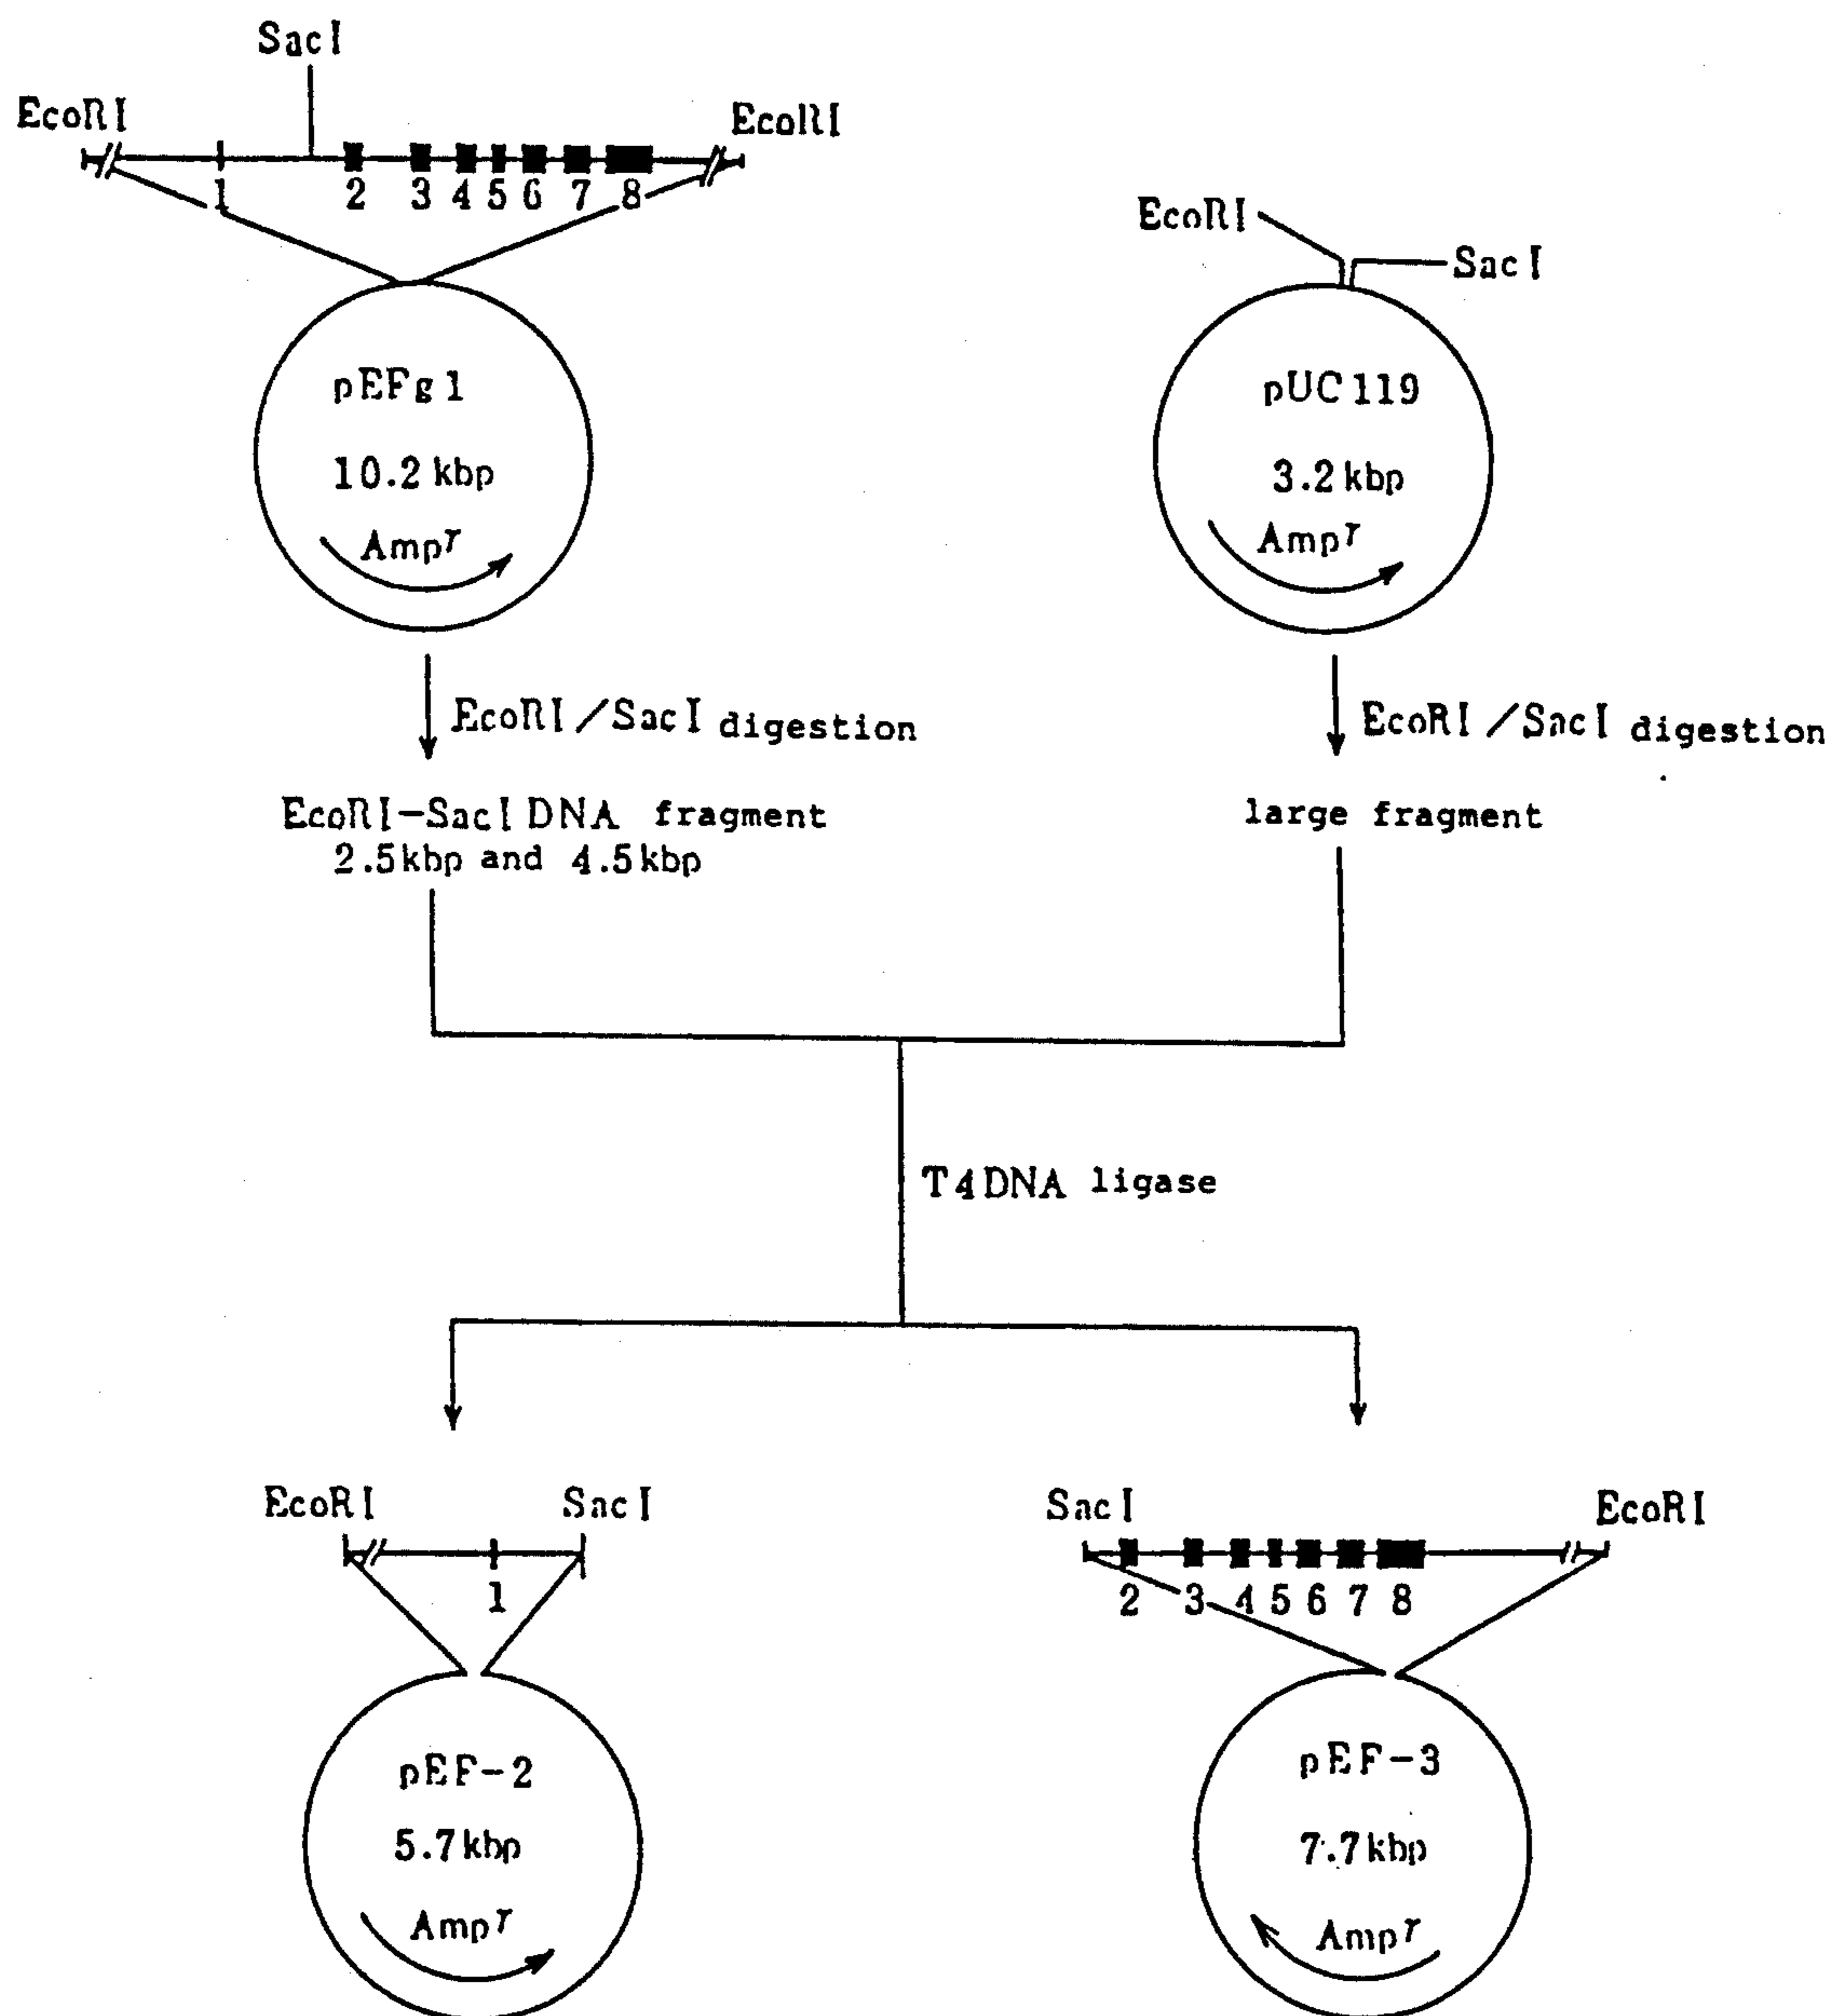 SacI
EcoRI
EcoRI
1 2 3 4 5 6 7 8
EcoRI
SacI
pEFg1
10.2 kbp
Ampr
pUC119
3.2 kbp
Ampr
EcoRI/SacI digestion
EcoRI/SacI digestion
EcoRI-SacI DNA fragment
2.5kbp and 4.5kbp
large fragment
T4DNA ligase
EcoRI
SacI
1
SacI
EcoRI
2 3 4 5 6 7 8
pEF-2
5.7kbp
Ampr
pEF-3
7.7kbp
Ampr